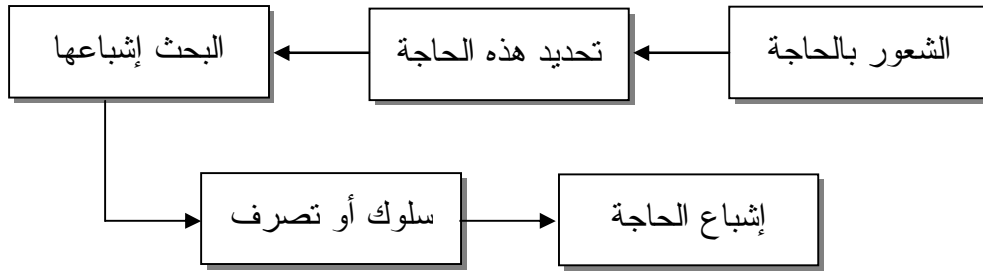 الشعور بالحاجة
تحديد هذه الحاجة
البحث إشباعها
سلوك أو تصرف
إشباع الحاجة